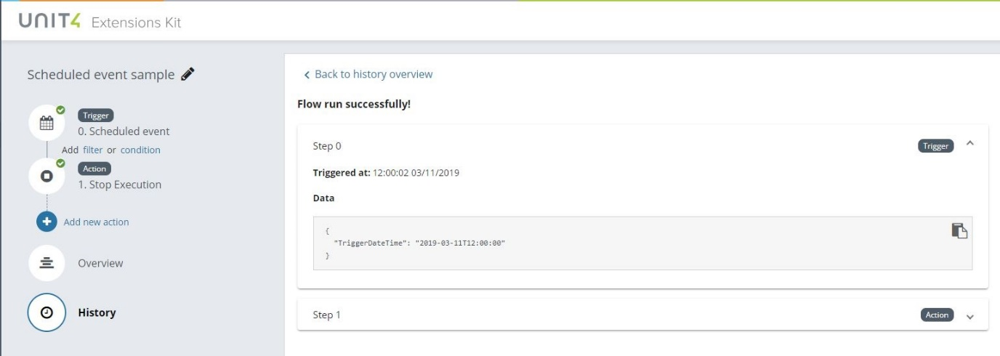 UNIT4 Extensions Kit
Scheduled event sample
Trigger
0. Scheduled event
Add filter or condition
Action
1. Stop Execution
Add new action
Overview
History
Back to history overview
Flow run successfully!
Step 0 Trigger
Triggered at: 12:00:02 03/11/2019
Data
{
"TriggerDateTime": "2019-03-11T12:00:00"
}
Step 1 Action